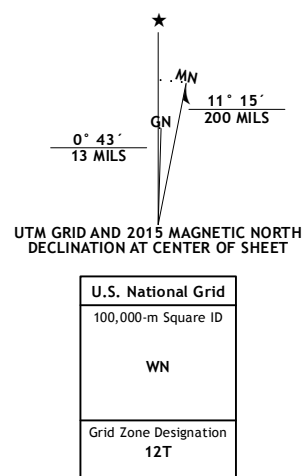 ★
MN
GN
11° 15´
200 MILS
0° 43´
13 MILS
UTM GRID AND 2015 MAGNETIC NORTH
DECLINATION AT CENTER OF SHEET
U.S. National Grid
100,000-m Square ID
WN
Grid Zone Designation
12T